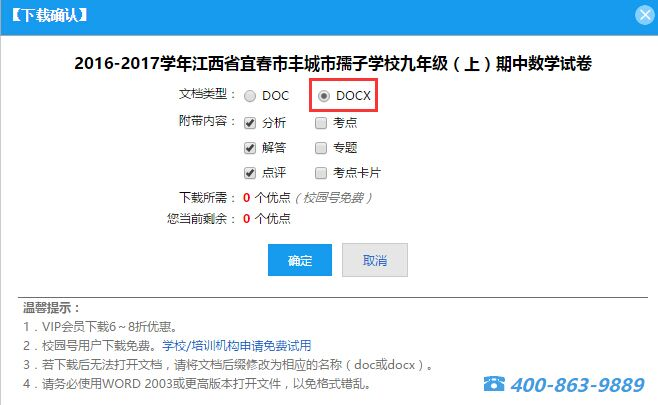 【下载确认】
2016-2017学年江西省宜春市丰城市孺子学校九年级（上）期中数学试卷
文档类型： DOC DOCX
附带内容： 分析 考点
解答 专题
点评 考点卡片
下载所需： 0 个优点（校园号免费）
您当前剩余： 0 个优点
确定 取消
温馨提示：
1．VIP会员下载6～8折优惠。
2．校园号用户下载免费。学校/培训机构申请免费试用
3．若下载后无法打开文档，请将文档后缀修改为相应的名称（doc或docx）。
4．请务必使用WORD 2003或更高版本打开文件，以免格式错乱。
400-863-9889